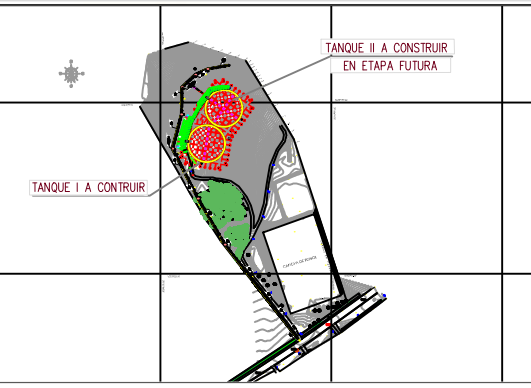 TANQUE II A CONSTRUIR
EN ETAPA FUTURA
TANQUE I A CONTRUIR